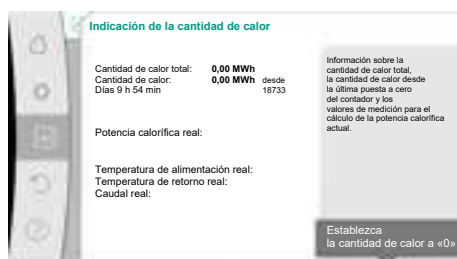 Indicación de la cantidad de calor
Cantidad de calor total: 0,00 MWh
Cantidad de calor: 0,00 MWh desde
Días 9 h 54 min 18733
Potencia calorífica real:
Temperatura de alimentación real:
Temperatura de retorno real:
Caudal real:
Información sobre la
cantidad de calor total,
la cantidad de calor desde
la última puesta a cero
del contador y los
valores de medición para el
cálculo de la potencia calorífica
actual.
Establezca
la cantidad de calor a «0»